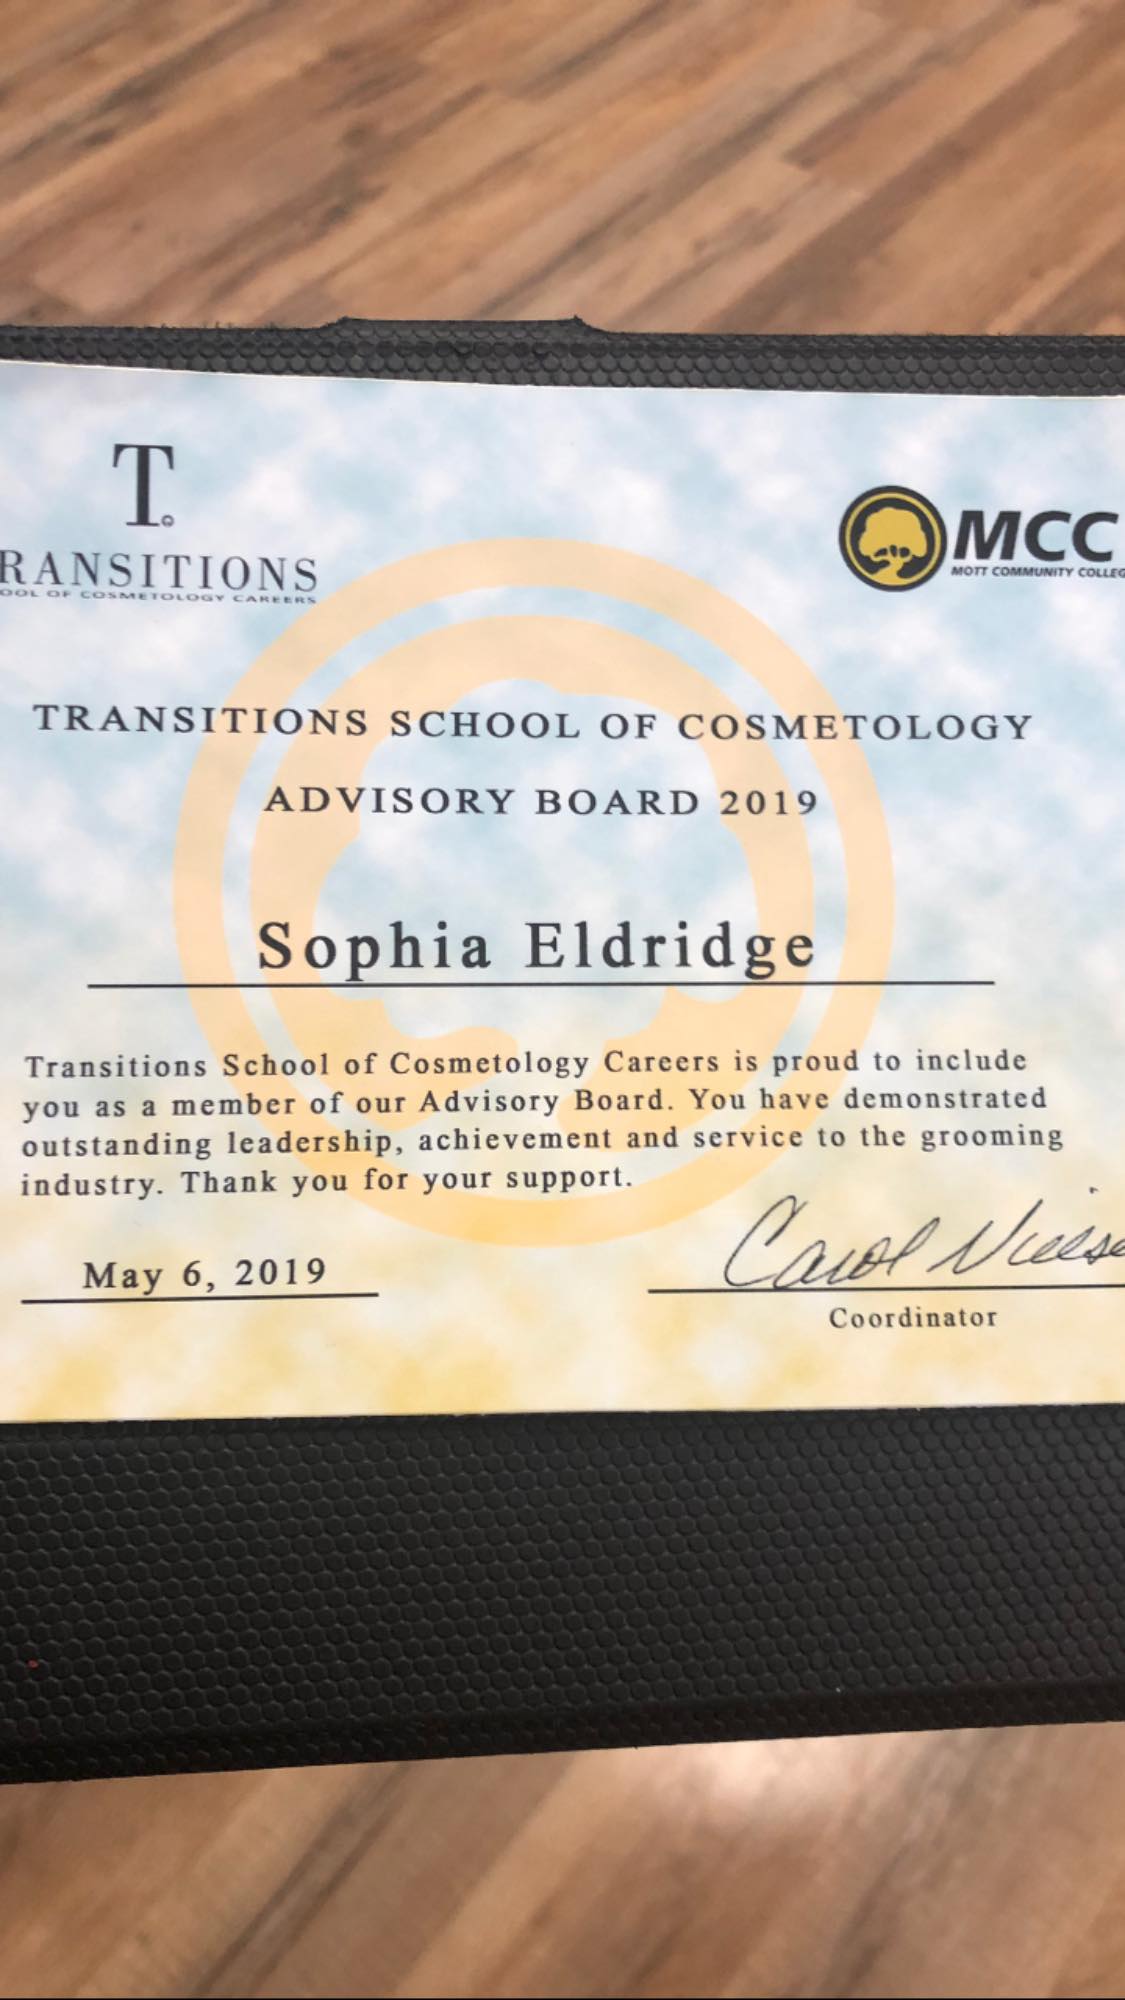 T
RANSITIONS
OOL OF COSMETOLOGY CAREERS
MCC
MOTT COMMUNITY COLLEG
TRANSITIONS SCHOOL OF COSMETOLOGY
ADVISORY BOARD 2019
Sophia Eldridge
Transitions School of Cosmetology Careers is proud to include
you as a member of our Advisory Board. You have demonstrated
outstanding leadership, achievement and service to the grooming
industry. Thank you for your support.
Carol
May 6, 2019
Coordinator